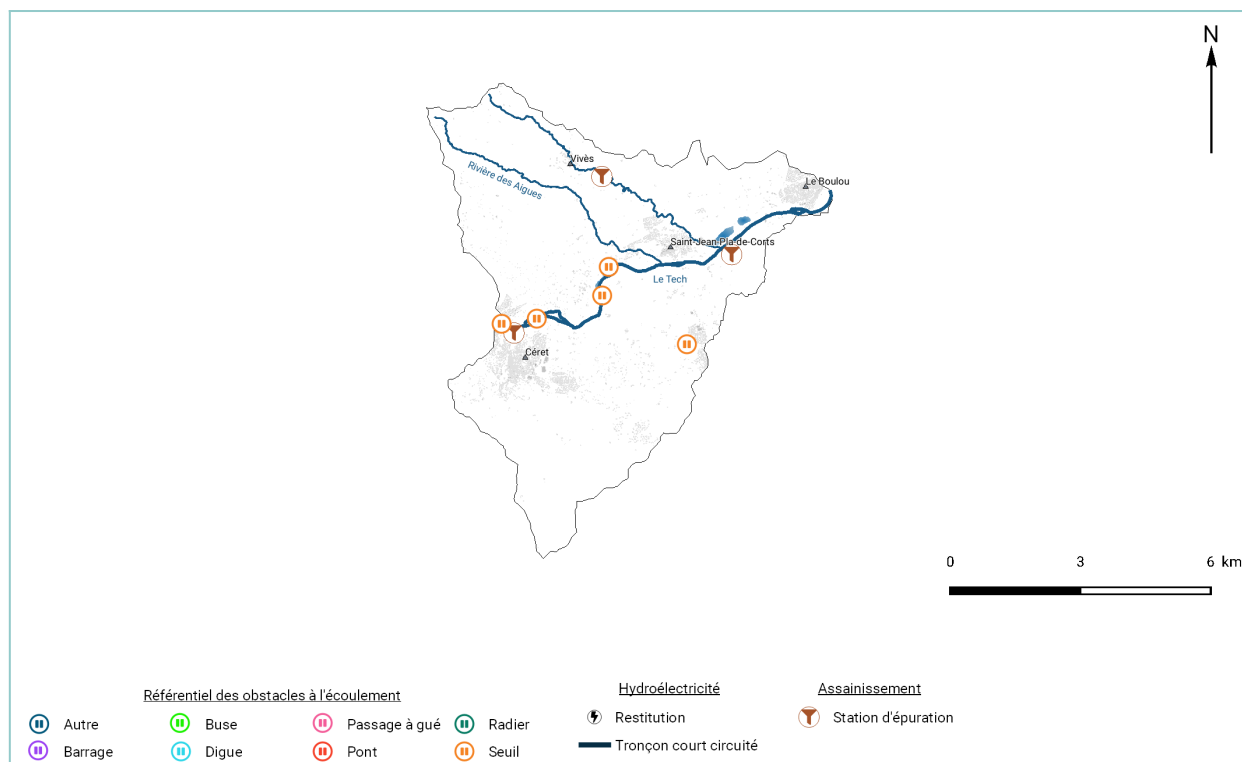 N
Vivès
Rivière des Aigues
Le Boulou
Saint-Jean-Pla-de-Corts
Le Tech
Céret
0 3 6 km
Référentiel des obstacles à l'écoulement
Hydroélectricité
Assainissement
Autre
Buse
Passage à gué
Radier
Restitution
Station d'épuration
Barrage
Digue
Pont
Seuil
Tronçon court circuité